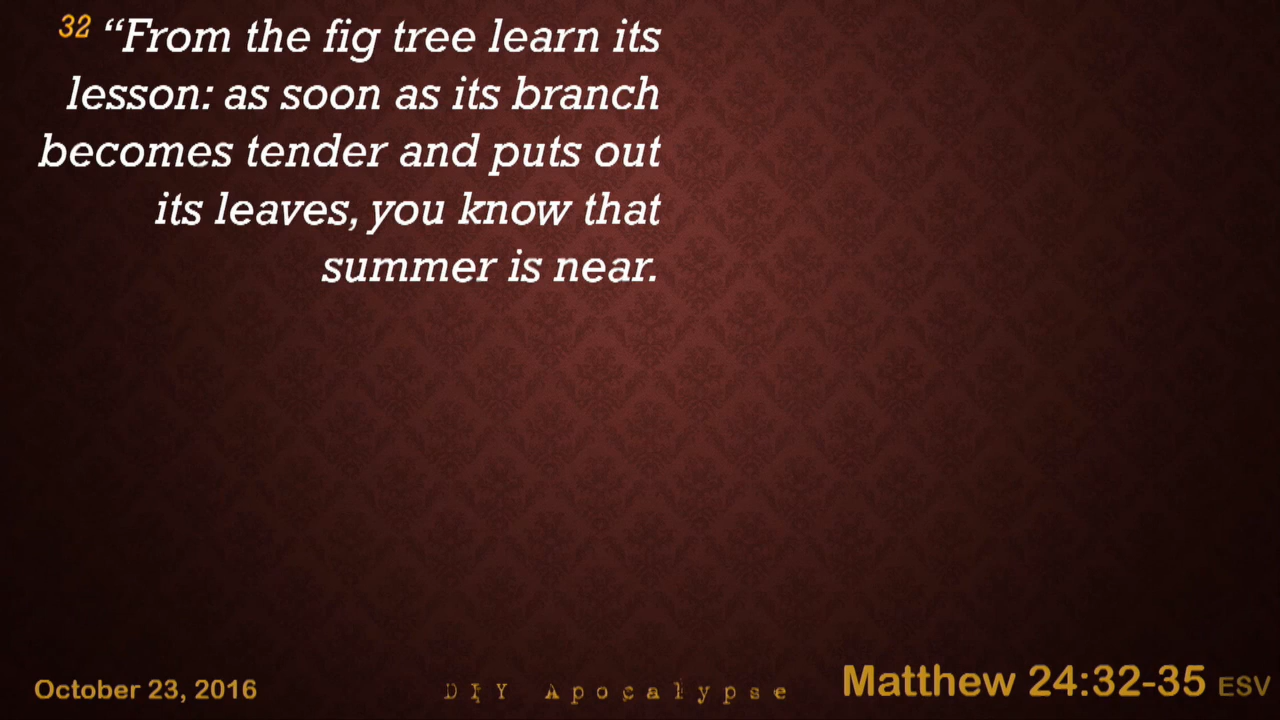 32 “From the fig tree learn its
lesson: as soon as its branch
becomes tender and puts out
its leaves, you know that
summer is near.
October 23, 2016
DIY Apocalypse
Matthew 24:32-35 ESV